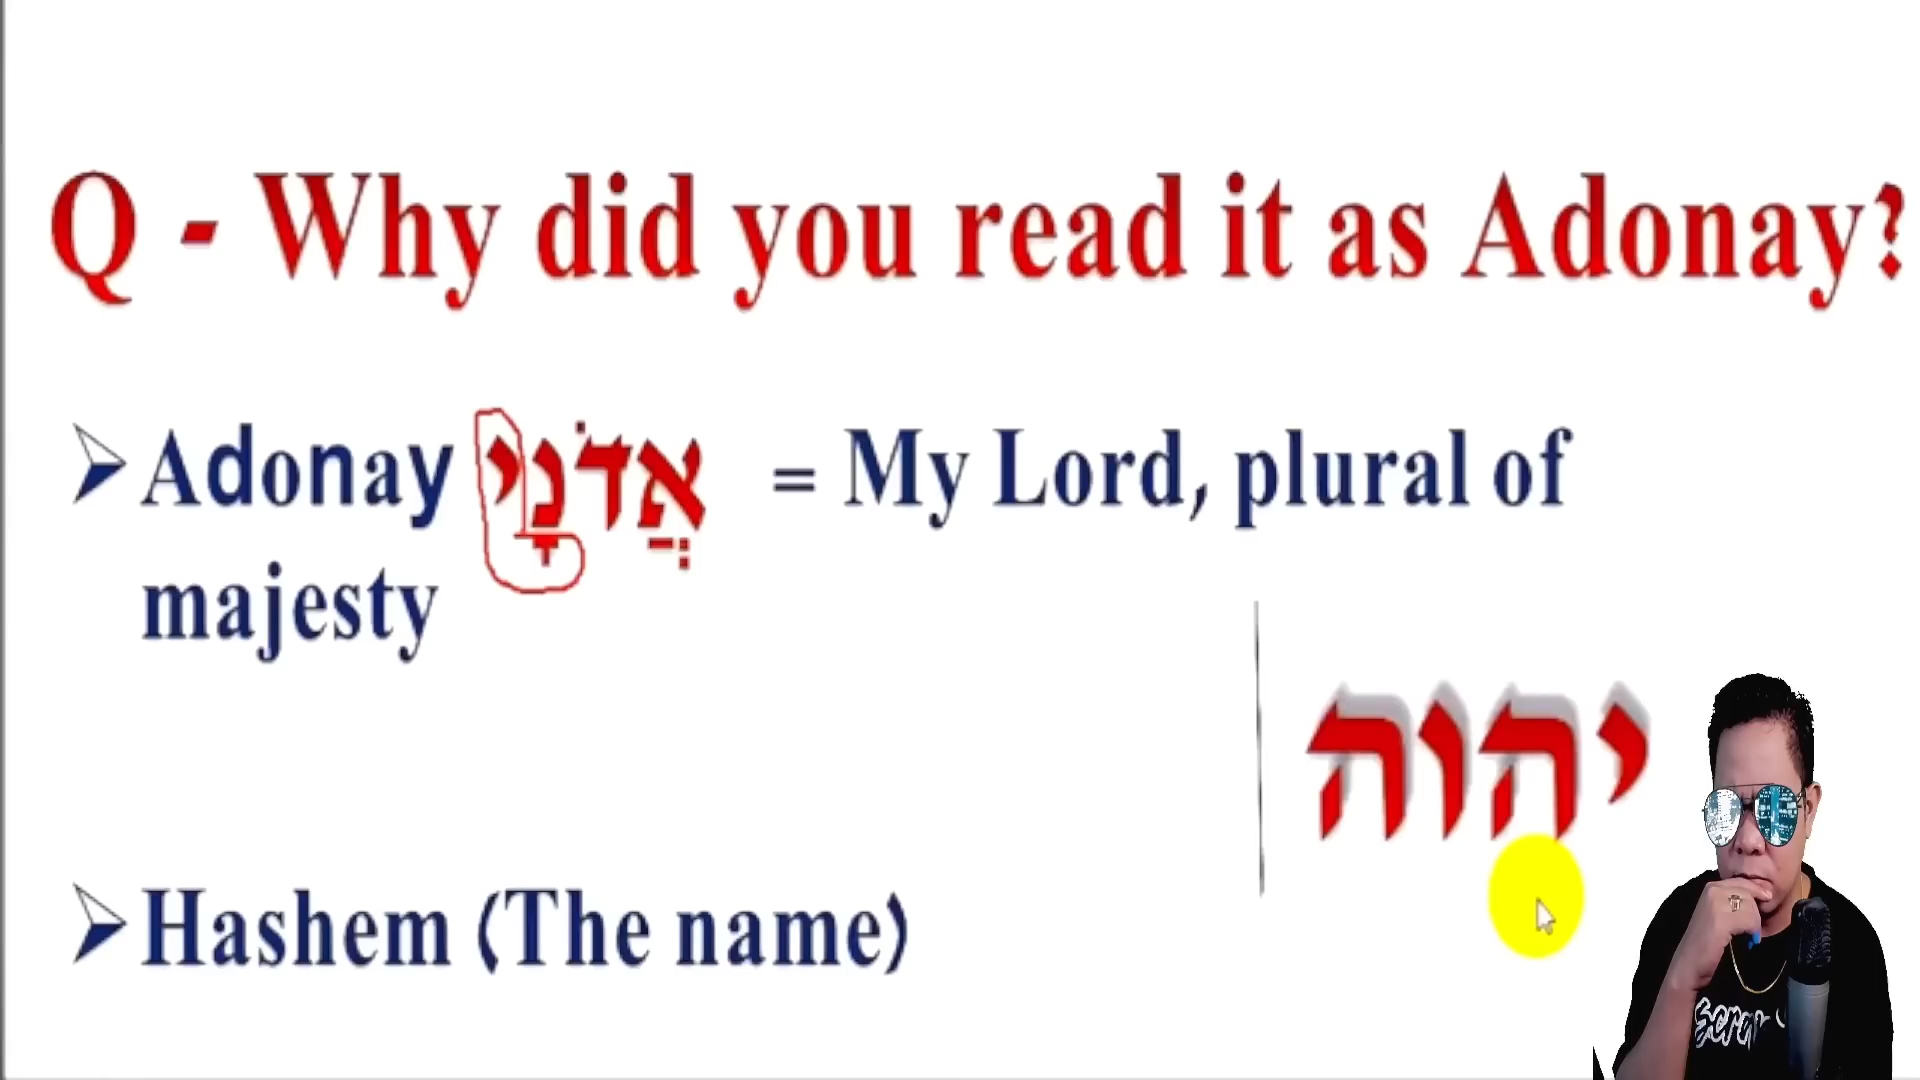 Q - Why did you read it as Adonay?
➢ Adonay אֲדֹנָי = My Lord, plural of
majesty
יהוה
➢ Hashem (The name)